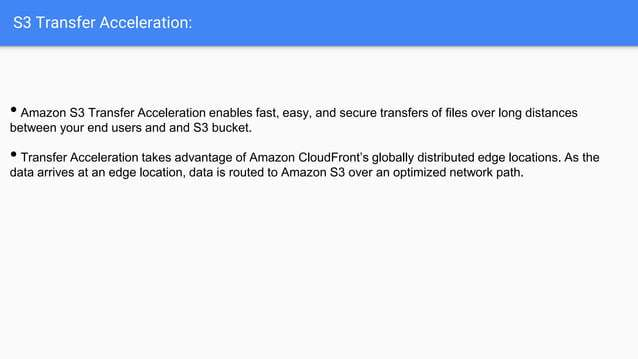 S3 Transfer Acceleration:
• Amazon S3 Transfer Acceleration enables fast, easy, and secure transfers of files over long distances
between your end users and and S3 bucket.
• Transfer Acceleration takes advantage of Amazon CloudFront’s globally distributed edge locations. As the
data arrives at an edge location, data is routed to Amazon S3 over an optimized network path.